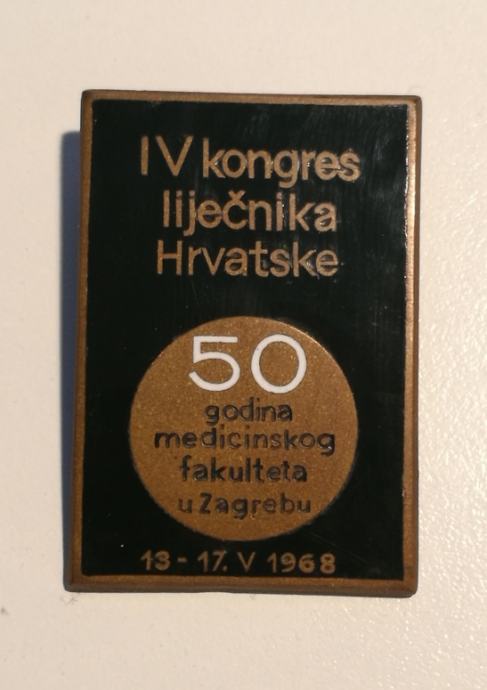 IV kongres
liječnika
Hrvatske
50
godina
medicinskog
fakulteta
u Zagrebu
13-17. V 1968